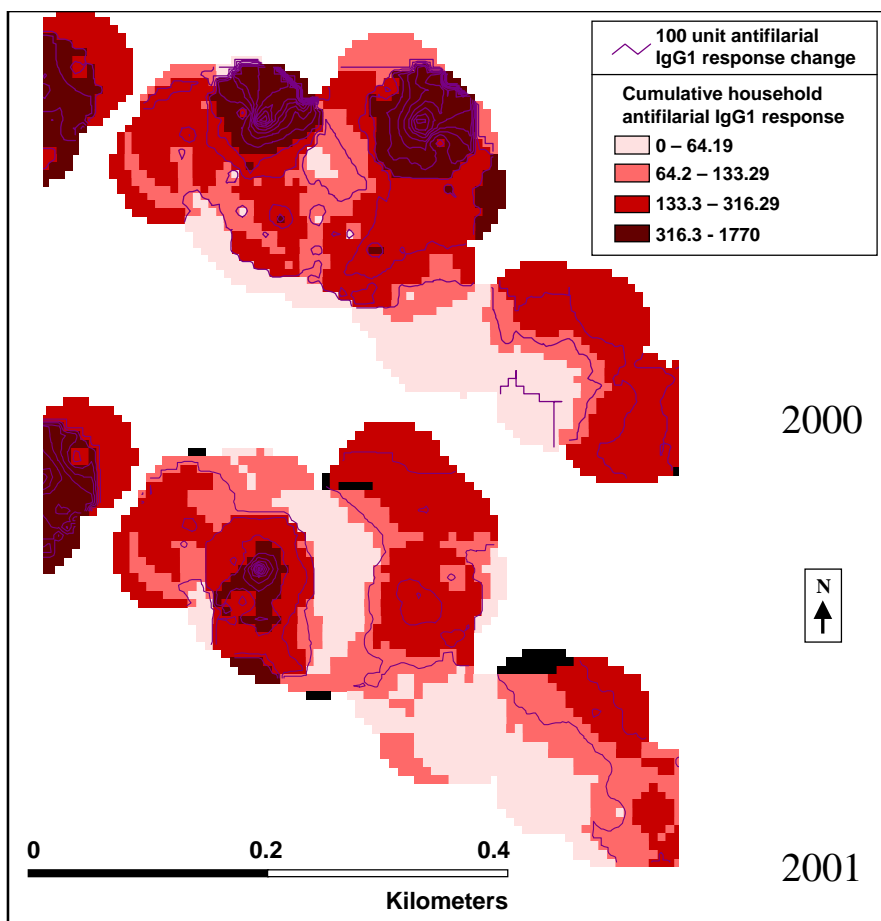 100 unit antifilarial
IgG1 response change
Cumulative household
antifilarial IgG1 response
0 – 64.19
64.2 – 133.29
133.3 – 316.29
316.3 - 1770
2000
N
0 0.2 0.4
Kilometers
2001